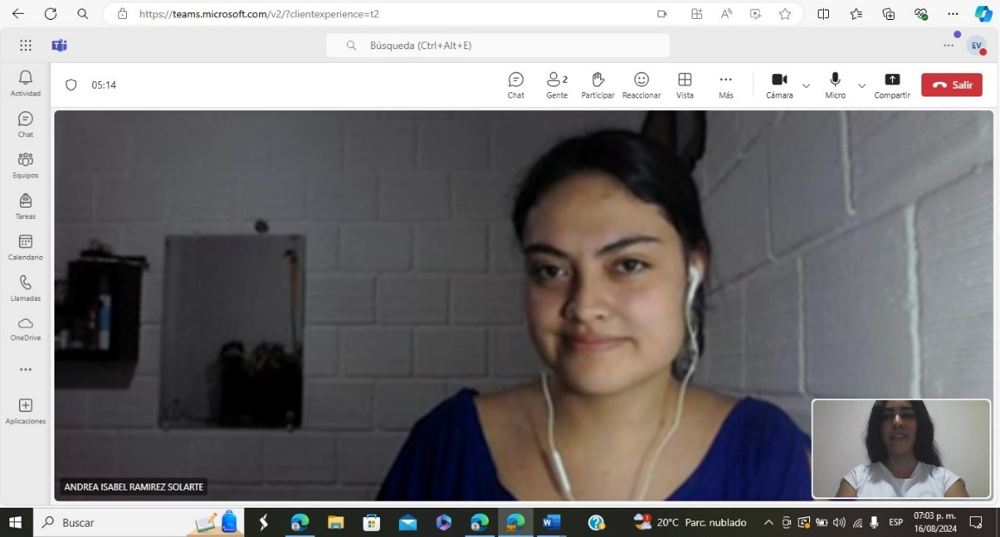 https://teams.microsoft.com/v2/?clientexperience=t2
Búsqueda (Ctrl+Alt+E)
EV
05:14
Chat
Gente
2
Participar
Reaccionar
Vista
Más
Cámara
Micro
Compartir
Salir
Actividad
Chat
Equipos
Tareas
Calendario
Llamadas
OneDrive
Aplicaciones
ANDREA ISABEL RAMIREZ SOLARTE
Buscar
20°C Parc. nublado
ESP
07:03 p. m.
16/08/2024